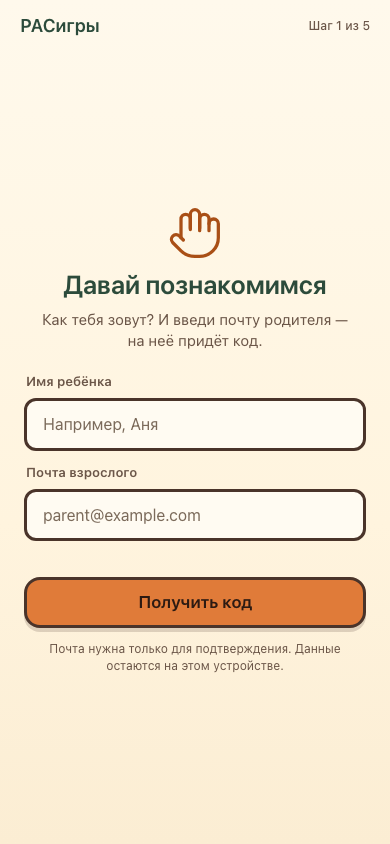 РАСигры
Шаг 1 из 5
Давай познакомимся
Как тебя зовут? И введи почту родителя —
на неё придёт код.
Имя ребёнка
Например, Аня
Почта взрослого
parent@example.com
Получить код
Почта нужна только для подтверждения. Данные
остаются на этом устройстве.